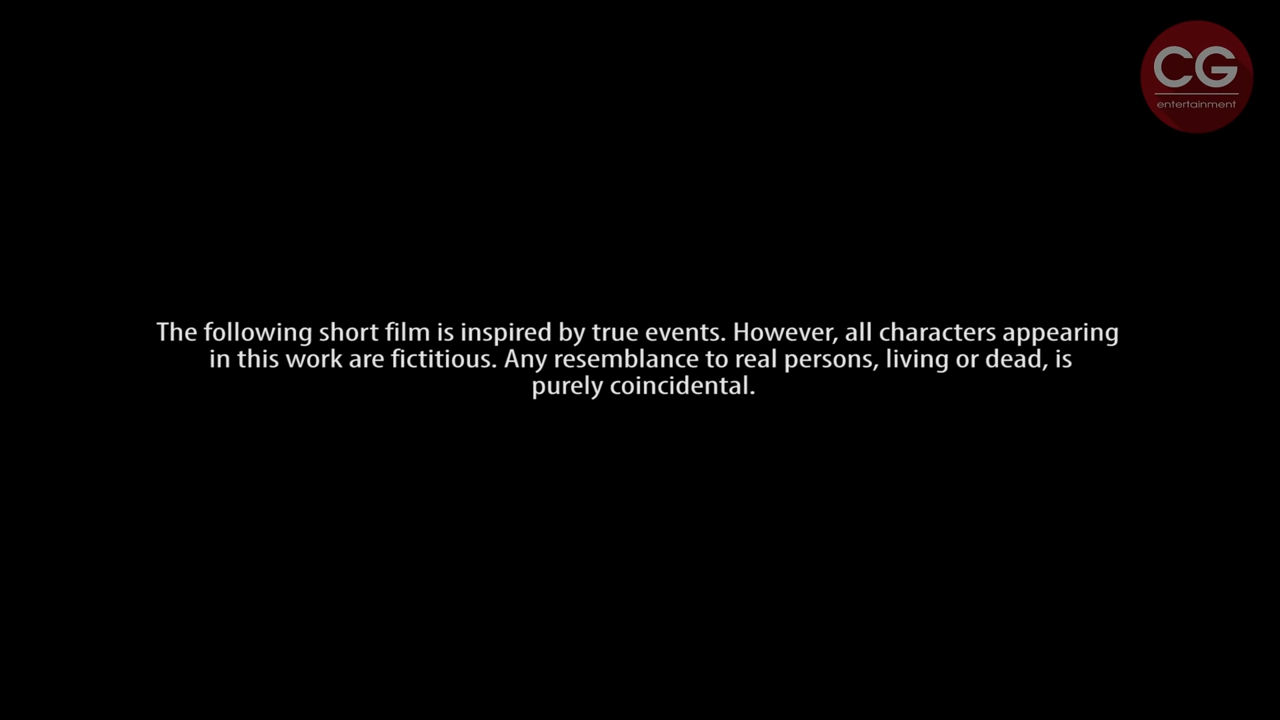 CG
entertainment
The following short film is inspired by true events. However, all characters appearing
in this work are fictitious. Any resemblance to real persons, living or dead, is
purely coincidental.